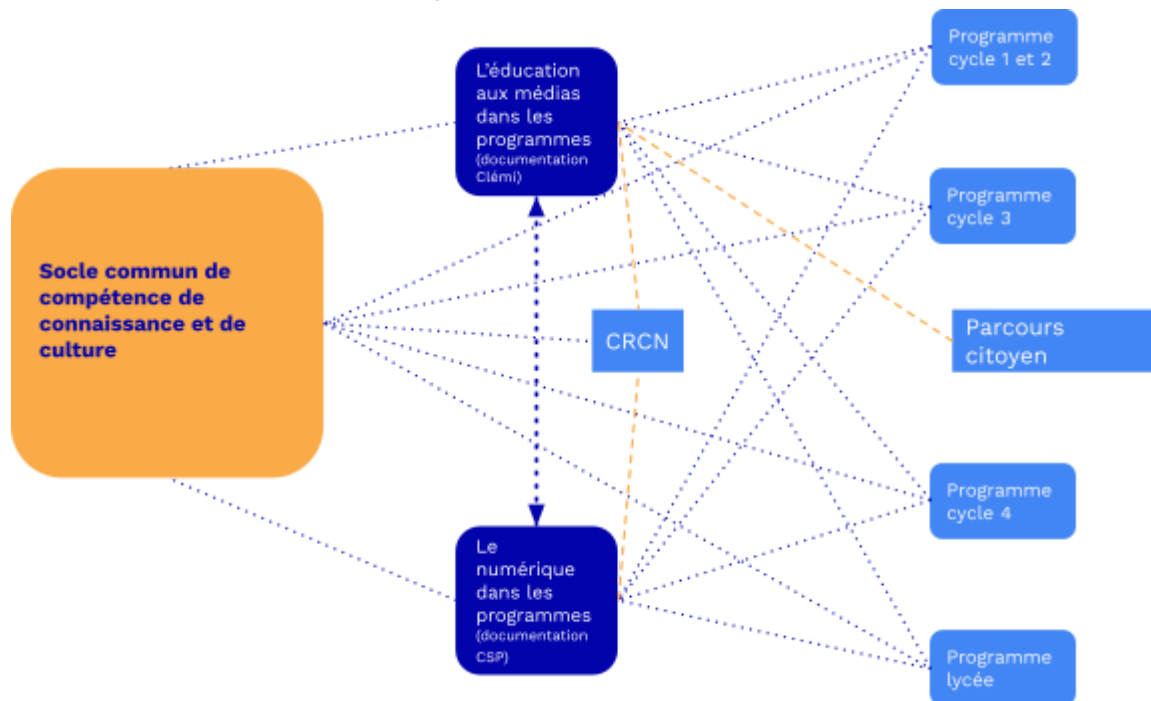 L'éducation
aux médias
dans les
programmes
(documentation
Clémi)
Programme
cycle 1 et 2
Programme
cycle 3
Socle commun de
compétence de
connaissance et de
culture
CRCN
Parcours
citoyen
Programme
cycle 4
Le
numérique
dans les
programmes
(documentation
CSP)
Programme
lycée